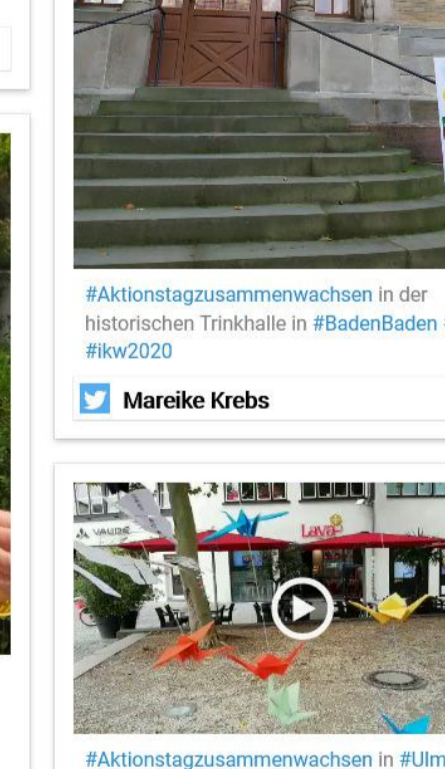 #Aktionstagzusammenwachsen in der
historischen Trinkhalle in #BadenBaden
#ikw2020
Mareike Krebs
VAUDE
Lava
#Aktionstagzusammenwachsen in #Ulm